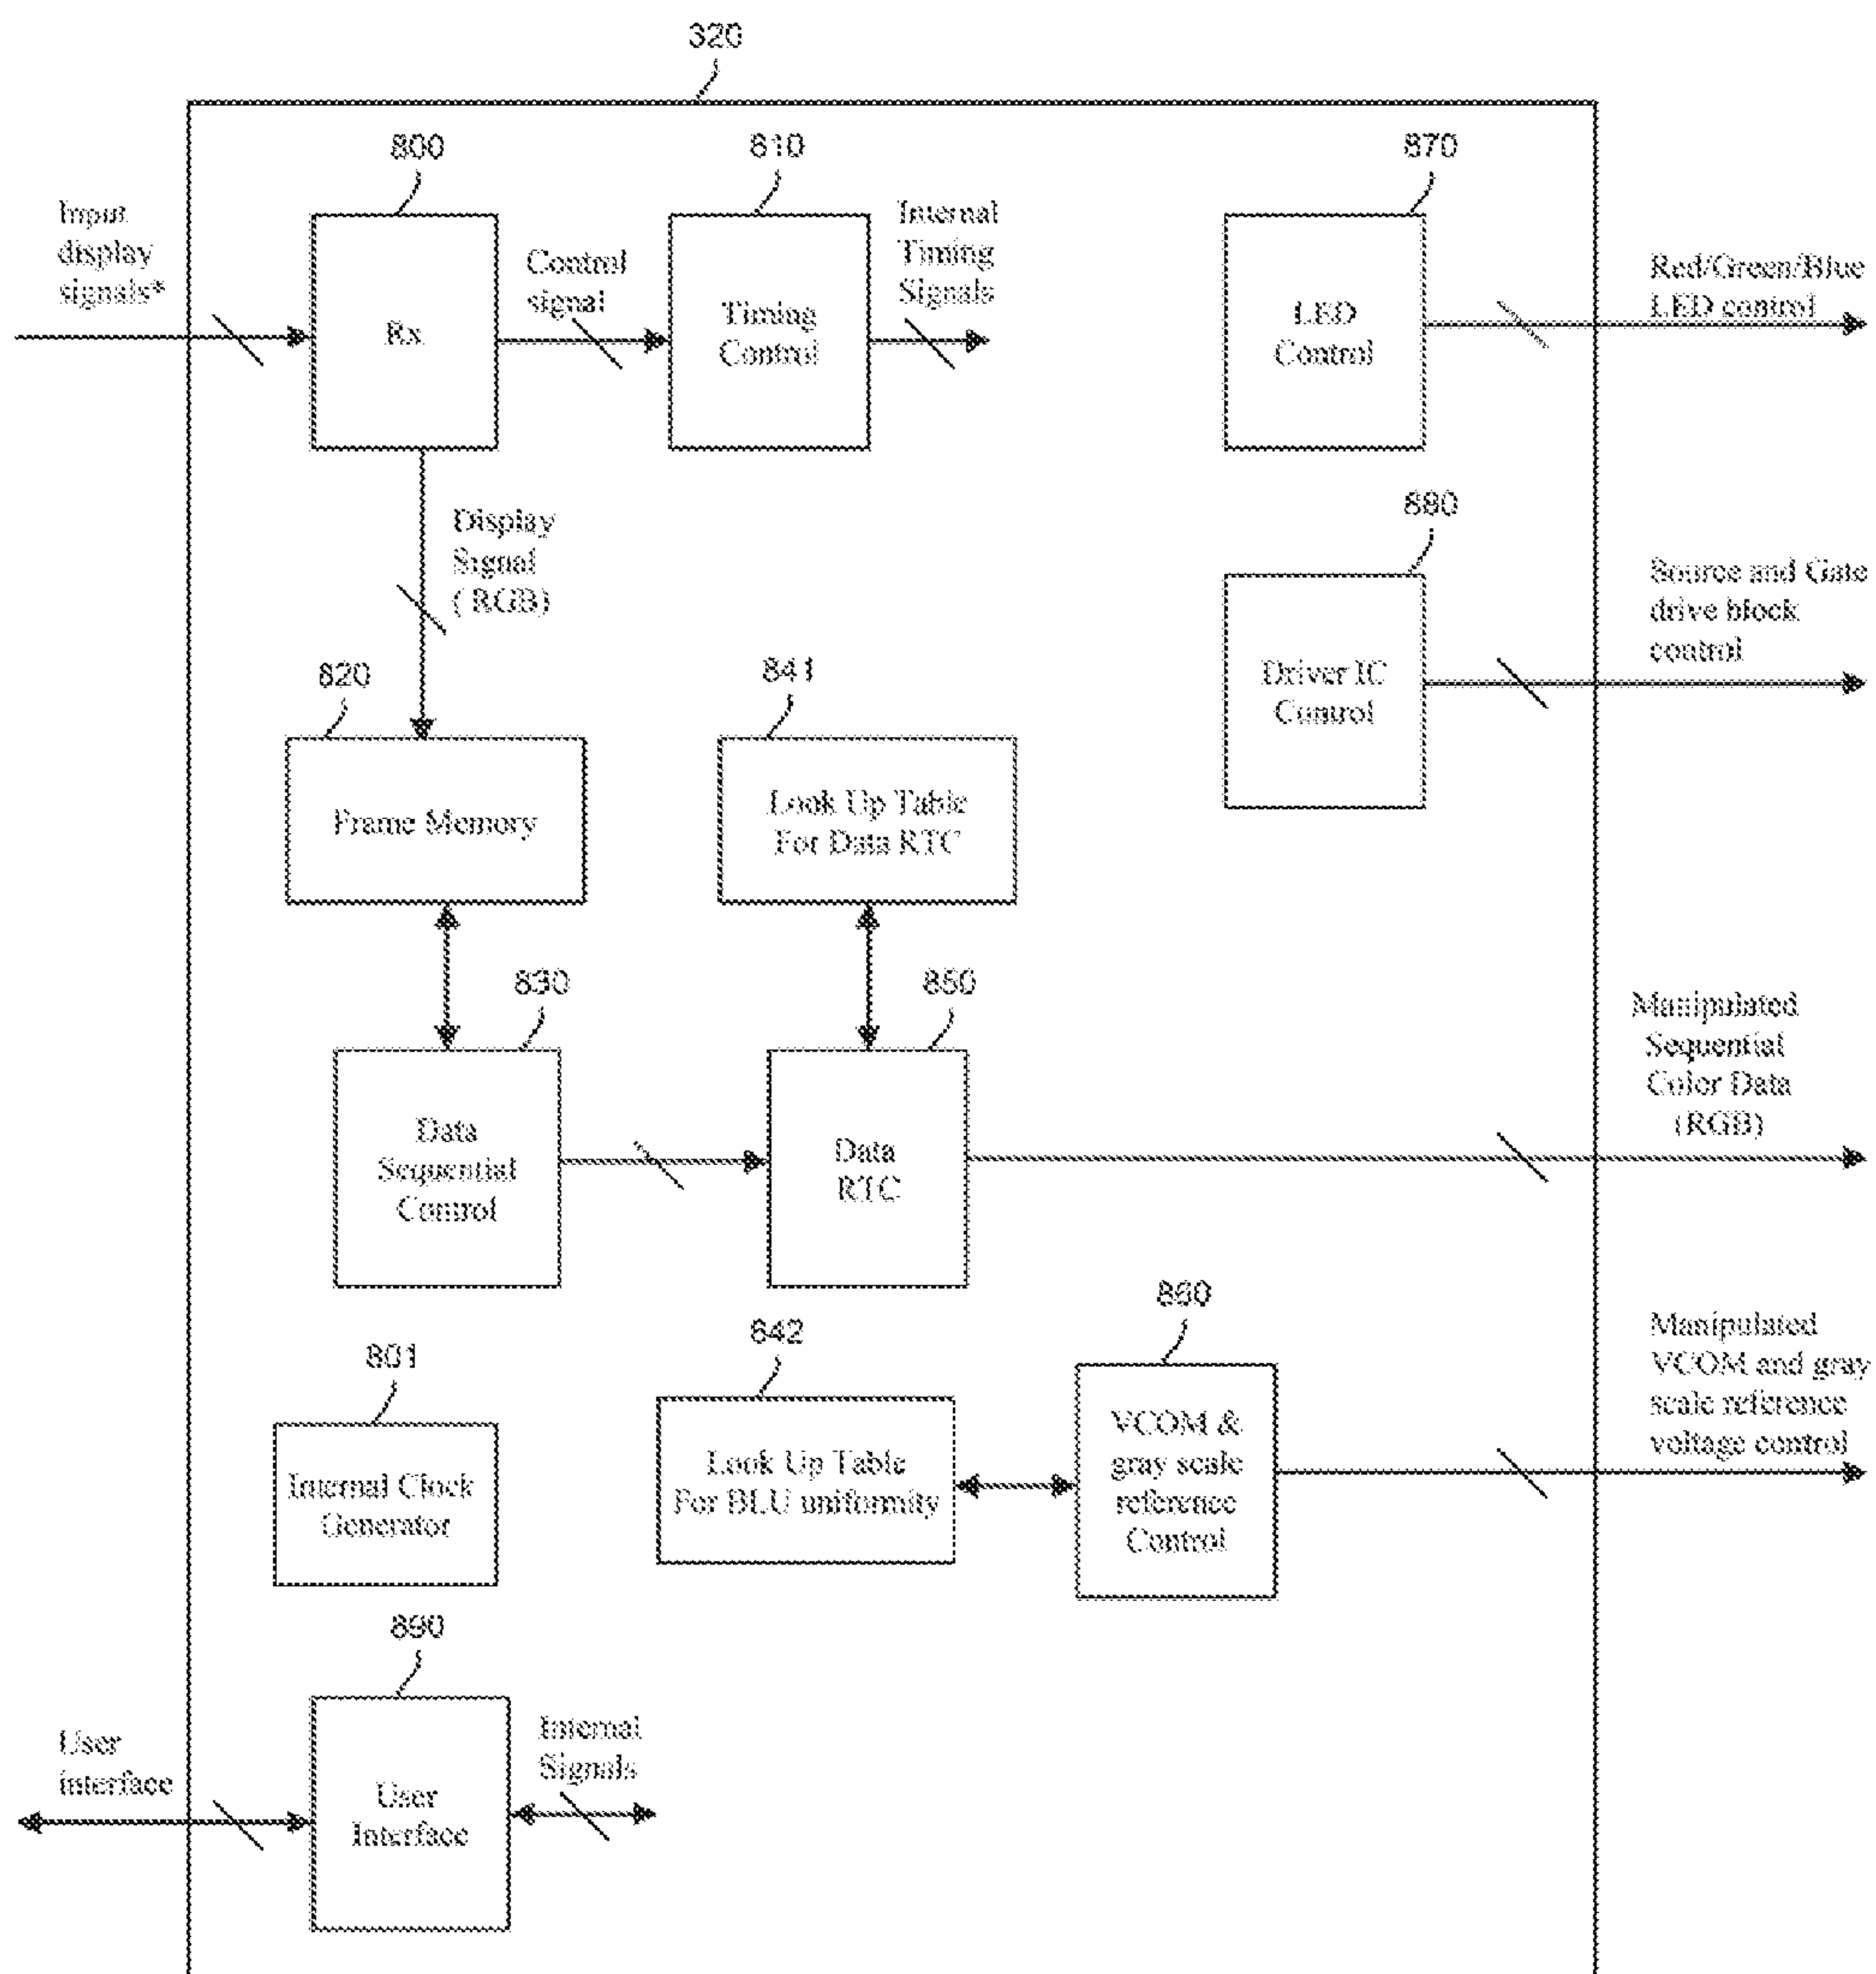 320
800
810
870
Input
display
signals*
Rx
Control
signal
Timing
Control
Internal
Timing
Signals
LED
Control
Red/Green/Blue
LED control
Display
Signal
( RGB)
880
Driver IC
Control
Source and Gate
drive block
control
820
Frame Memory
841
Look Up Table
For Data RTC
830
Data
Sequential
Control
850
Data
RTC
Manipulated
Sequential
Color Data
(RGB)
801
Internal Clock
Generator
842
Look Up Table
For BLU uniformity
860
VCOM &
gray scale
reference
Control
Manipulated
VCOM and gray
scale reference
voltage control
890
User
interface
User
Interface
Internal
Signals